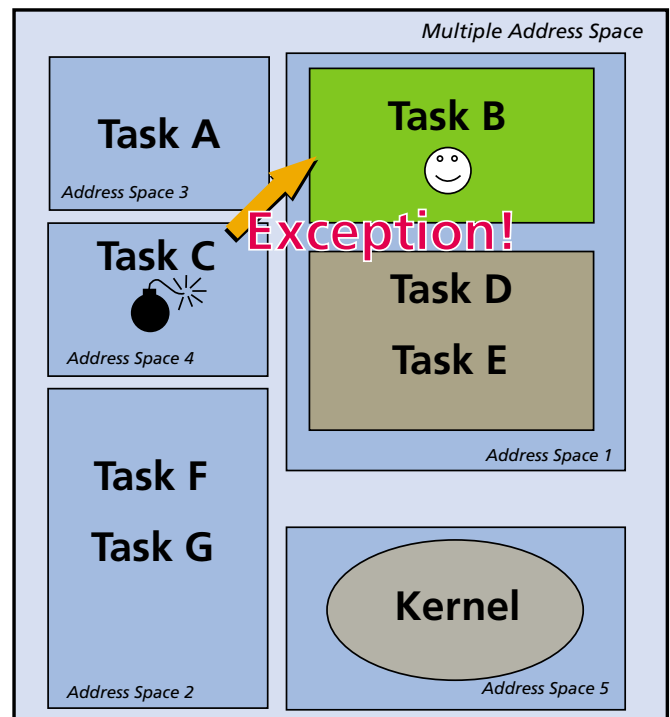 Multiple Address Space
Task A
Address Space 3
Task B
Exception!
Task C
Address Space 4
Task D
Task E
Address Space 1
Task F
Task G
Address Space 2
Kernel
Address Space 5